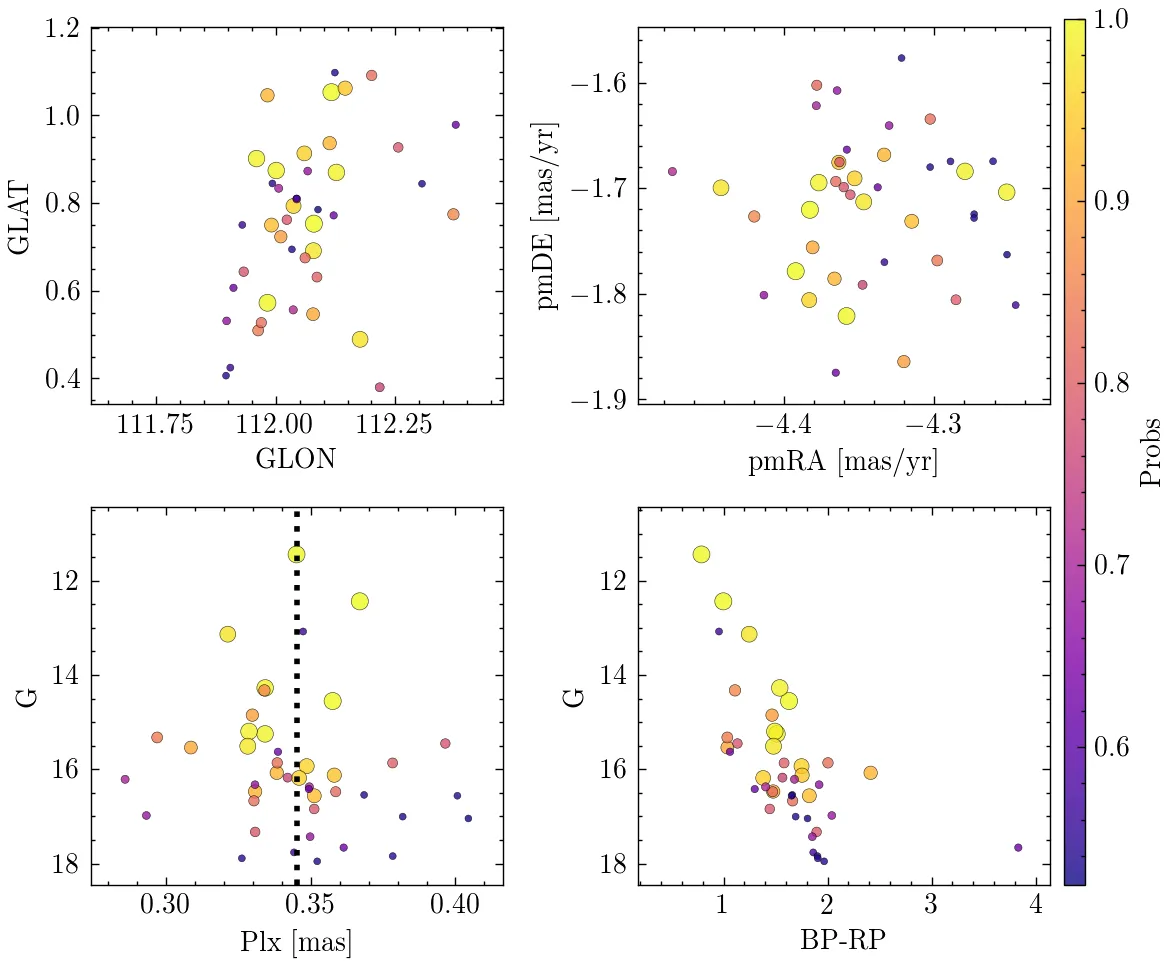 1.2
1.0
0.8
0.6
0.4
GLAT
111.75 112.00 112.25
GLON
−1.6
−1.7
−1.8
−1.9
pmDE [mas/yr]
−4.4 −4.3
pmRA [mas/yr]
12
14
16
18
G
0.30 0.35 0.40
Plx [mas]
12
14
16
18
G
1 2 3 4
BP-RP
1.0
0.9
0.8
0.7
0.6
Probs